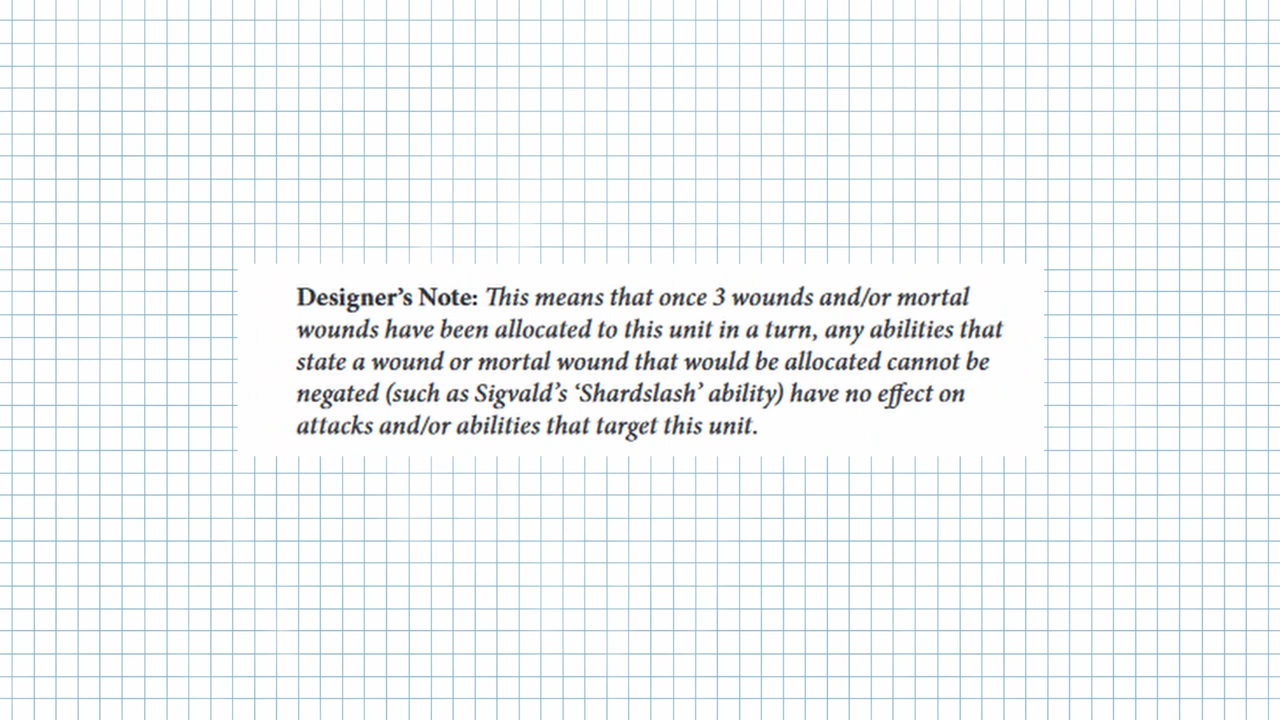 Designer’s Note: This means that once 3 wounds and/or mortal
wounds have been allocated to this unit in a turn, any abilities that
state a wound or mortal wound that would be allocated cannot be
negated (such as Sigvald’s ‘Shardslash’ ability) have no effect on
attacks and/or abilities that target this unit.